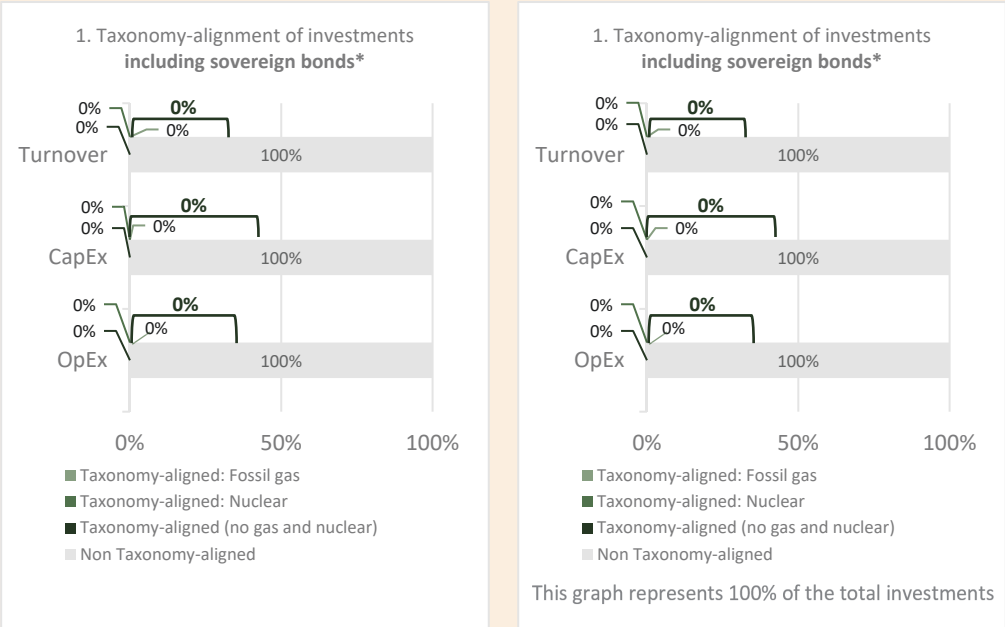 1. Taxonomy-alignment of investments
including sovereign bonds*
0%
0%
0%
0%
Turnover
100%
0%
0%
0%
0%
CapEx
100%
0%
0%
0%
0%
OpEx
100%
0% 50% 100%
Taxonomy-aligned: Fossil gas
Taxonomy-aligned: Nuclear
Taxonomy-aligned (no gas and nuclear)
Non Taxonomy-aligned
1. Taxonomy-alignment of investments
including sovereign bonds*
0%
0%
0%
0%
Turnover
100%
0%
0%
0%
0%
CapEx
100%
0%
0%
0%
0%
OpEx
100%
0% 50% 100%
Taxonomy-aligned: Fossil gas
Taxonomy-aligned: Nuclear
Taxonomy-aligned (no gas and nuclear)
Non Taxonomy-aligned
This graph represents 100% of the total investments